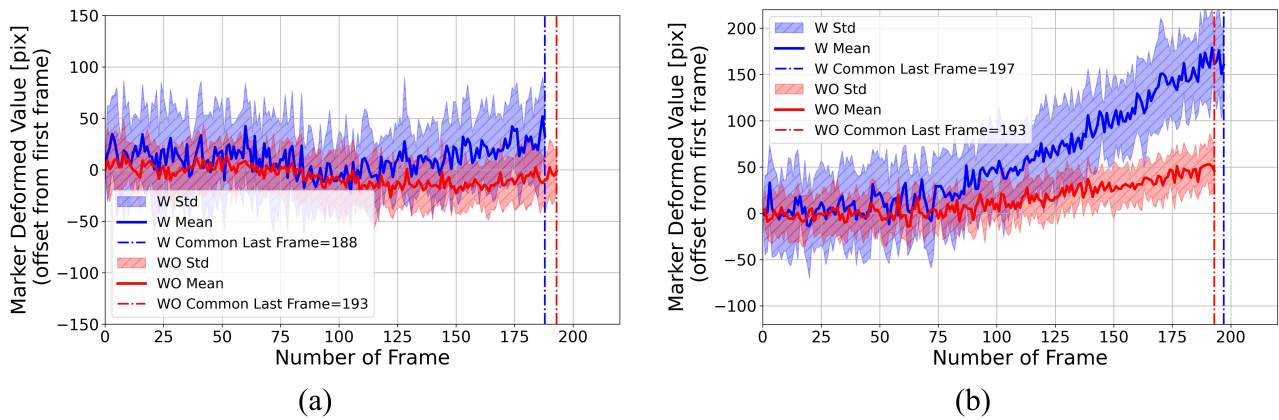 Marker Deformed Value [pix]
(offset from first frame)
150
100
50
0
−50
−100
−150
W Std
W Mean
W Common Last Frame=188
WO Std
WO Mean
WO Common Last Frame=193
0 25 50 75 100 125 150 175 200
Number of Frame
(a)
Marker Deformed Value [pix]
(offset from first frame)
200
150
100
50
0
−50
−100
W Std
W Mean
W Common Last Frame=197
WO Std
WO Mean
WO Common Last Frame=193
0 25 50 75 100 125 150 175 200
Number of Frame
(b)